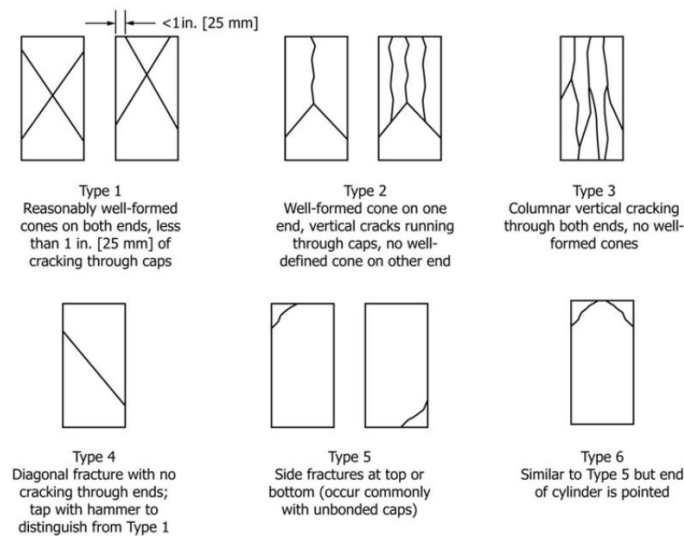 <1 in. [25 mm]
Type 1
Reasonably well-formed
cones on both ends, less
than 1 in. [25 mm] of
cracking through caps
Type 2
Well-formed cone on one
end, vertical cracks running
through caps, no well-
defined cone on other end
Type 3
Columnar vertical cracking
through both ends, no well-
formed cones
Type 4
Diagonal fracture with no
cracking through ends;
tap with hammer to
distinguish from Type 1
Type 5
Side fractures at top or
bottom (occur commonly
with unbonded caps)
Type 6
Similar to Type 5 but end
of cylinder is pointed